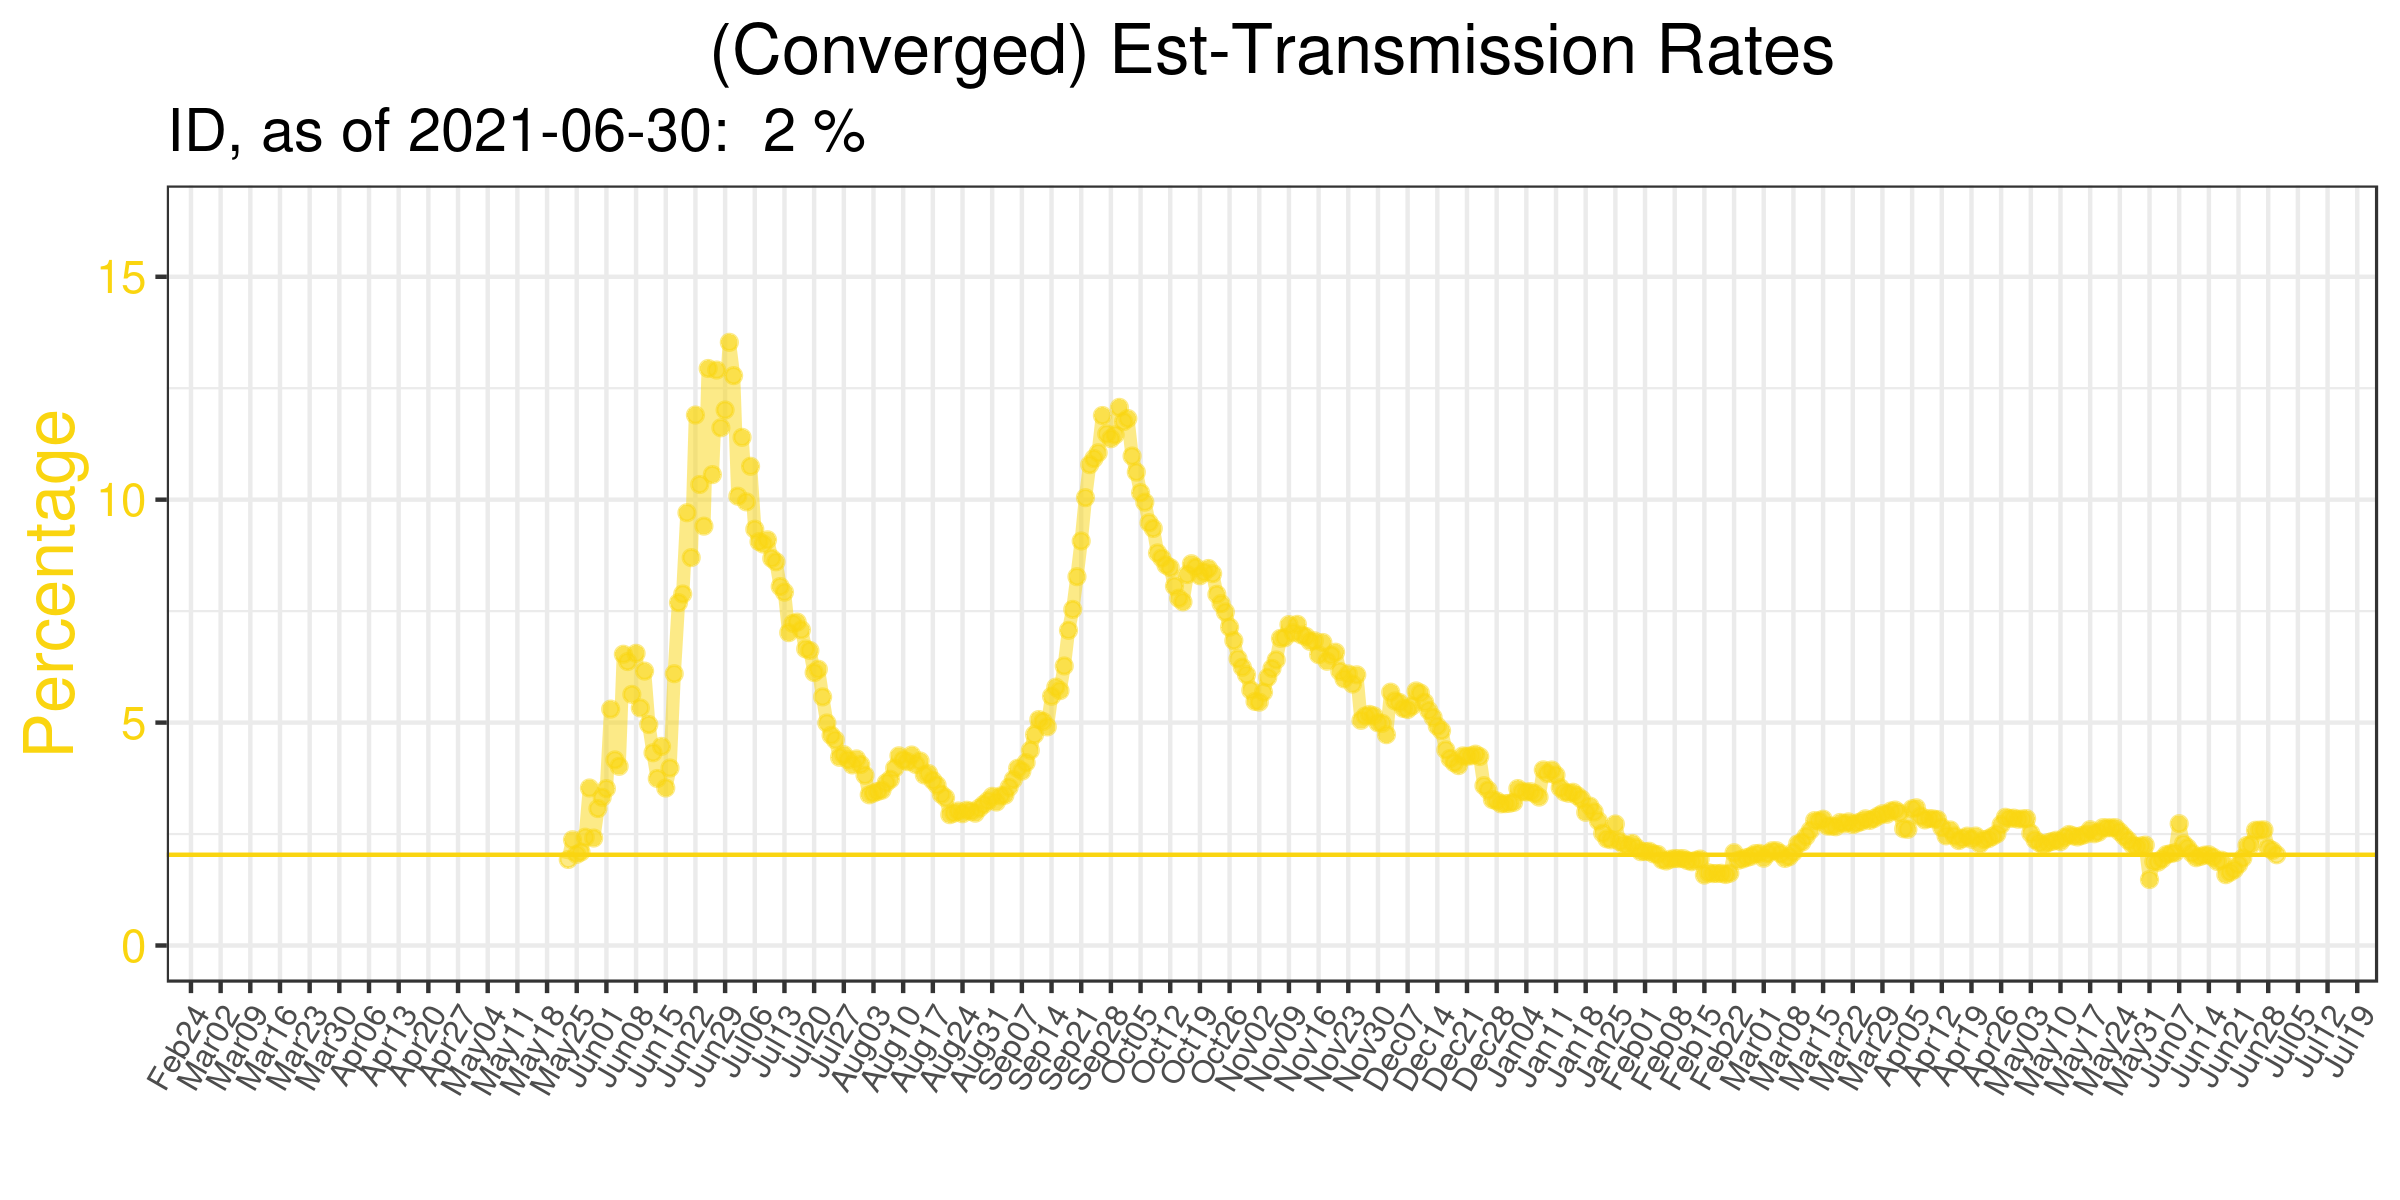 (Converged) Est-Transmission Rates
ID, as of 2021-06-30:  2 %
Percentage
15
10
5
0
Feb24
Mar02
Mar09
Mar16
Mar23
Mar30
Apr06
Apr13
Apr20
Apr27
May04
May11
May18
May25
Jun01
Jun08
Jun15
Jun22
Jun29
Jul06
Jul13
Jul20
Jul27
Aug03
Aug10
Aug17
Aug24
Aug31
Sep07
Sep14
Sep21
Sep28
Oct05
Oct12
Oct19
Oct26
Nov02
Nov09
Nov16
Nov23
Nov30
Dec07
Dec14
Dec21
Dec28
Jan04
Jan11
Jan18
Jan25
Feb01
Feb08
Feb15
Feb22
Mar01
Mar08
Mar15
Mar22
Mar29
Apr05
Apr12
Apr19
Apr26
May03
May10
May17
May24
May31
Jun07
Jun14
Jun21
Jun28
Jul05
Jul12
Jul19